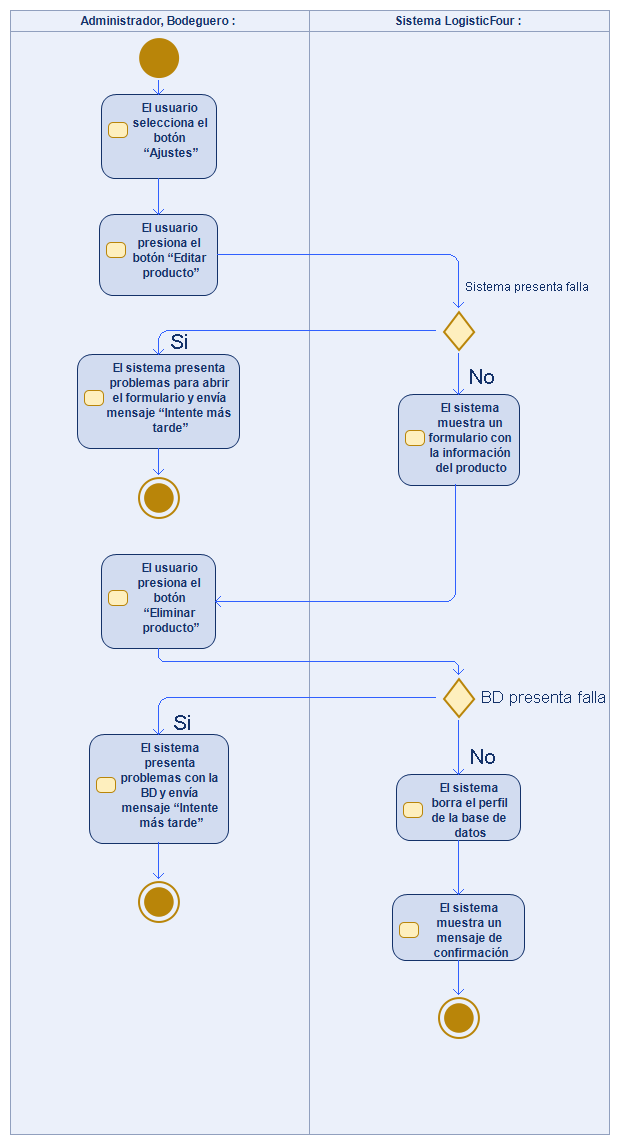 Administrador, Bodeguero :
Sistema LogisticFour :
El usuario
selecciona el
botón
“Ajustes”
El usuario
presiona el
botón “Editar
producto”
Sistema presenta falla
Si
No
El sistema presenta
problemas para abrir
el formulario y envía
mensaje “Intente más
tarde”
El sistema
muestra un
formulario con
la información
del producto
El usuario
presiona el
botón
“Eliminar
producto”
BD presenta falla
Si
No
El sistema
presenta
problemas con la
BD y envía
mensaje “Intente
más tarde”
El sistema
borra el perfil
de la base de
datos
El sistema
muestra un
mensaje de
confirmación